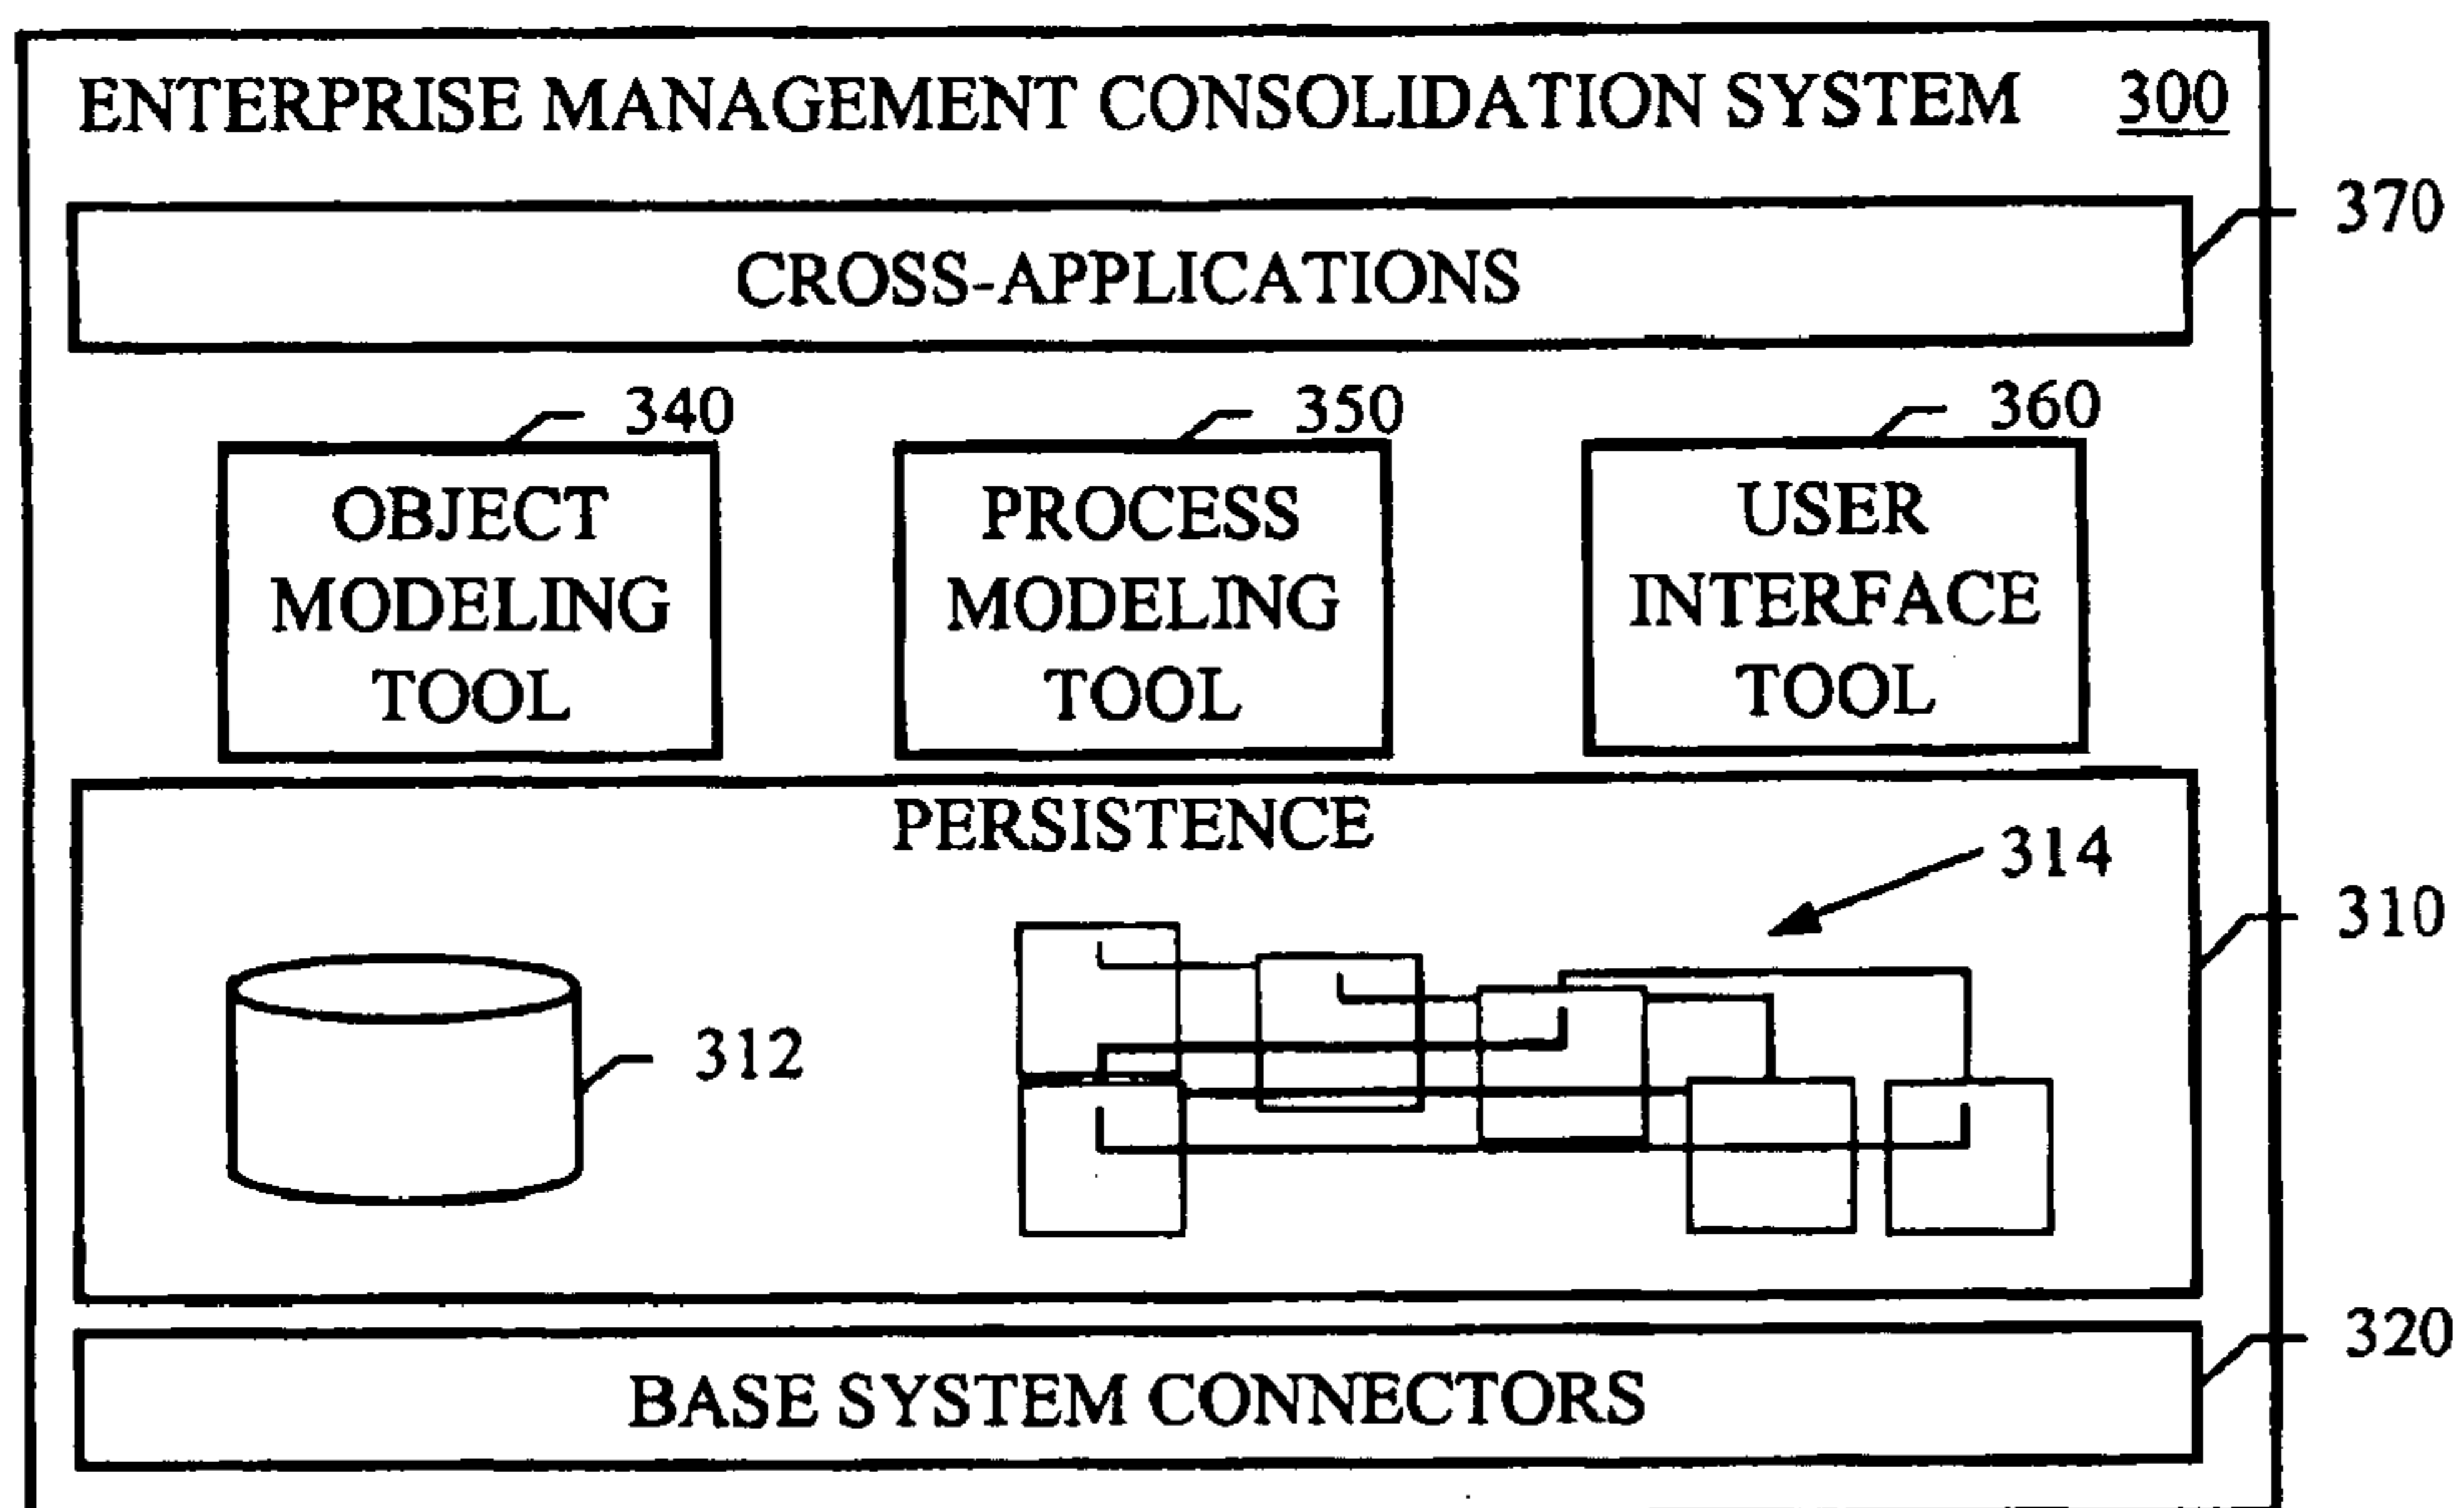 ENTERPRISE MANAGEMENT CONSOLIDATION SYSTEM 300
370
CROSS-APPLICATIONS
340
350
360
OBJECT
MODELING
TOOL
PROCESS
MODELING
TOOL
USER
INTERFACE
TOOL
PERSISTENCE
314
310
312
320
BASE SYSTEM CONNECTORS